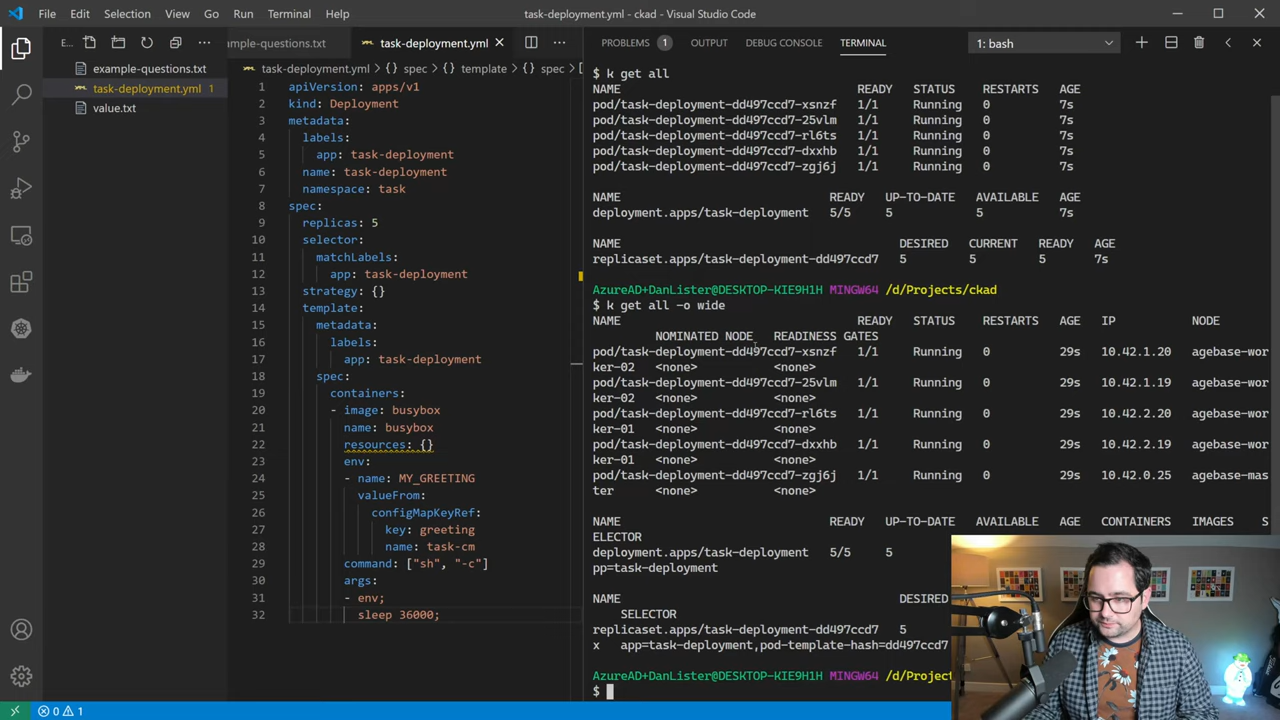 File Edit Selection View Go Run Terminal Help task-deployment.yml - ckad - Visual Studio Code
E...
example-questions.txt
task-deployment.yml 1
value.txt
ample-questions.txt task-deployment.yml
task-deployment.yml > {} spec > {} template > {} spec > [
1 apiVersion: apps/v1
2 kind: Deployment
3 metadata:
4 labels:
5 app: task-deployment
6 name: task-deployment
7 namespace: task
8 spec:
9 replicas: 5
10 selector:
11 matchLabels:
12 app: task-deployment
13 strategy: {}
14 template:
15 metadata:
16 labels:
17 app: task-deployment
18 spec:
19 containers:
20 - image: busybox
21 name: busybox
22 resources: {}
23 env:
24 - name: MY_GREETING
25 valueFrom:
26 configMapKeyRef:
27 key: greeting
28 name: task-cm
29 command: ["sh", "-c"]
30 args:
31 - env;
32 sleep 36000;
PROBLEMS 1 OUTPUT DEBUG CONSOLE TERMINAL 1: bash
$ k get all
NAME READY STATUS RESTARTS AGE
pod/task-deployment-dd497ccd7-xsnzf 1/1 Running 0 7s
pod/task-deployment-dd497ccd7-25vlm 1/1 Running 0 7s
pod/task-deployment-dd497ccd7-rl6ts 1/1 Running 0 7s
pod/task-deployment-dd497ccd7-dxxhb 1/1 Running 0 7s
pod/task-deployment-dd497ccd7-zgj6j 1/1 Running 0 7s
NAME READY UP-TO-DATE AVAILABLE AGE
deployment.apps/task-deployment 5/5 5 5 7s
NAME DESIRED CURRENT READY AGE
replicaset.apps/task-deployment-dd497ccd7 5 5 5 7s
AzureAD+DanLister@DESKTOP-KIE9H1H MINGW64 /d/Projects/ckad
$ k get all -o wide
NAME READY STATUS RESTARTS AGE IP NODE
NOMINATED NODE READINESS GATES
pod/task-deployment-dd497ccd7-xsnzf 1/1 Running 0 29s 10.42.1.20 agebase-wor
ker-02 <none> <none>
pod/task-deployment-dd497ccd7-25vlm 1/1 Running 0 29s 10.42.1.19 agebase-wor
ker-02 <none> <none>
pod/task-deployment-dd497ccd7-rl6ts 1/1 Running 0 29s 10.42.2.20 agebase-wor
ker-01 <none> <none>
pod/task-deployment-dd497ccd7-dxxhb 1/1 Running 0 29s 10.42.2.19 agebase-wor
ker-01 <none> <none>
pod/task-deployment-dd497ccd7-zgj6j 1/1 Running 0 29s 10.42.0.25 agebase-mas
ter <none> <none>
NAME READY UP-TO-DATE AVAILABLE AGE CONTAINERS IMAGES S
ELECTOR
deployment.apps/task-deployment 5/5 5
pp=task-deployment
NAME DESIRED
SELECTOR
replicaset.apps/task-deployment-dd497ccd7 5
x app=task-deployment,pod-template-hash=dd497ccd7
AzureAD+DanLister@DESKTOP-KIE9H1H MINGW64 /d/Project
$
0 1